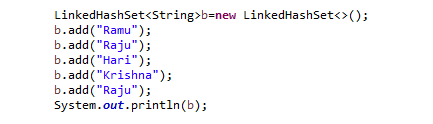 LinkedHashSet<String>b=new LinkedHashSet<>();
b.add("Ramu");
b.add("Raju");
b.add("Hari");
b.add("Krishna");
b.add("Raju");
System.out.println(b);